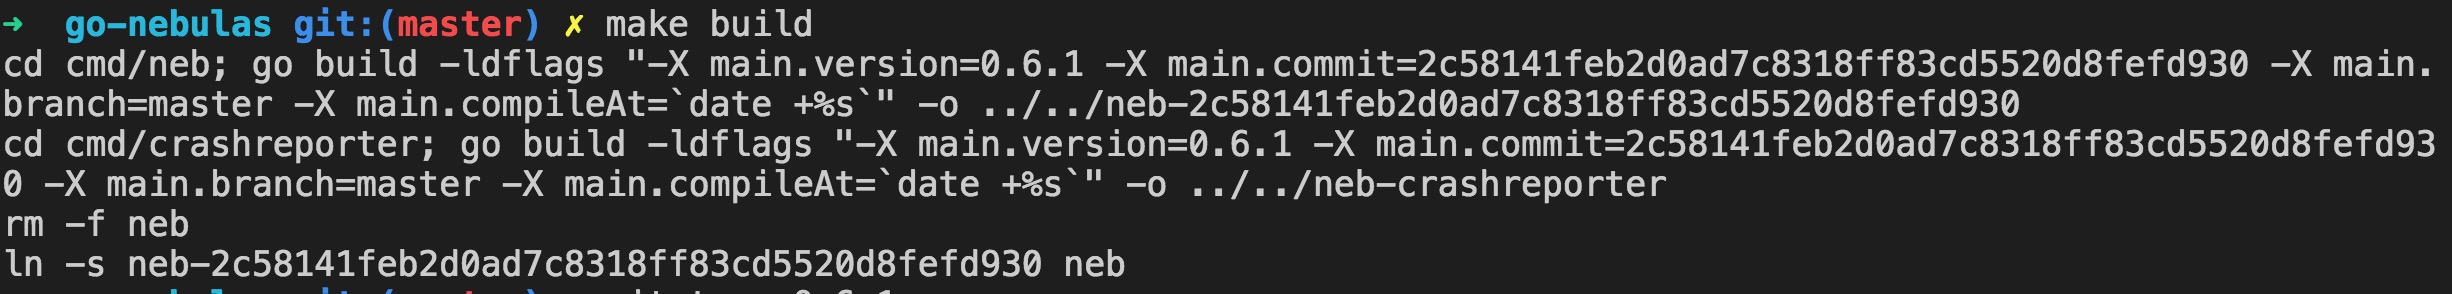 ➜  go-nebulas git:(master) ✗ make build
cd cmd/neb; go build -ldflags "-X main.version=0.6.1 -X main.commit=2c58141feb2d0ad7c8318ff83cd5520d8fefd930 -X main.
branch=master -X main.compileAt=`date +%s`" -o ../../neb-2c58141feb2d0ad7c8318ff83cd5520d8fefd930
cd cmd/crashreporter; go build -ldflags "-X main.version=0.6.1 -X main.commit=2c58141feb2d0ad7c8318ff83cd5520d8fefd93
0 -X main.branch=master -X main.compileAt=`date +%s`" -o ../../neb-crashreporter
rm -f neb
ln -s neb-2c58141feb2d0ad7c8318ff83cd5520d8fefd930 neb